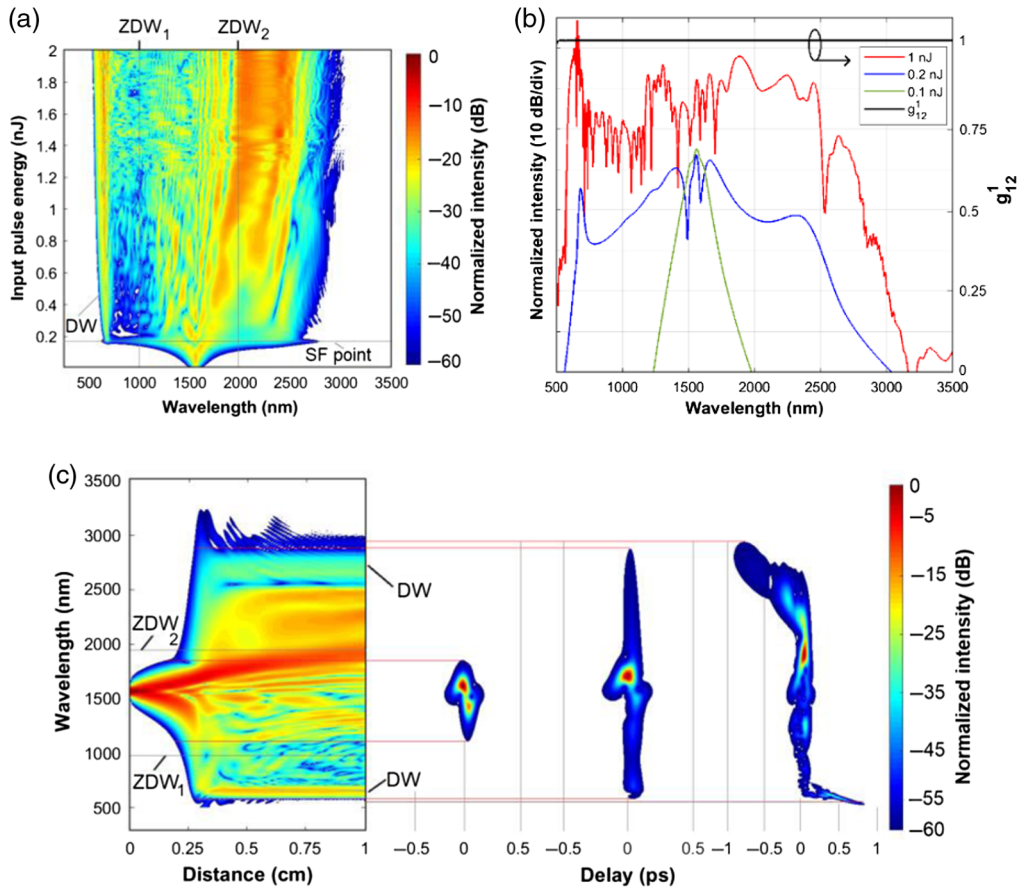 (a)
ZDW1 ZDW2
Input pulse energy (nJ)
2
1.8
1.6
1.4
1.2
1
0.8
0.6
0.4
0.2
DW
SF point
500 1000 1500 2000 2500 3000 3500
Wavelength (nm)
0
−10
−20
−30
−40
−50
−60
Normalized intensity (dB)
(b)
Normalized intensity (10 dB/div)
1 nJ
0.2 nJ
0.1 nJ
g¹₁₂
1
0.75
0.5
0.25
0
g¹₁₂
500 1000 1500 2000 2500 3000 3500
Wavelength (nm)
(c)
Wavelength (nm)
3500
3000
2500
2000
1500
1000
500
ZDW2
ZDW1
DW
DW
0 0.25 0.5 0.75 1
Distance (cm)
−0.5 0 0.5 −0.5 0 0.5 −1 −0.5 0 0.5 1
Delay (ps)
0
−5
−15
−25
−35
−45
−55
−60
Normalized intensity (dB)